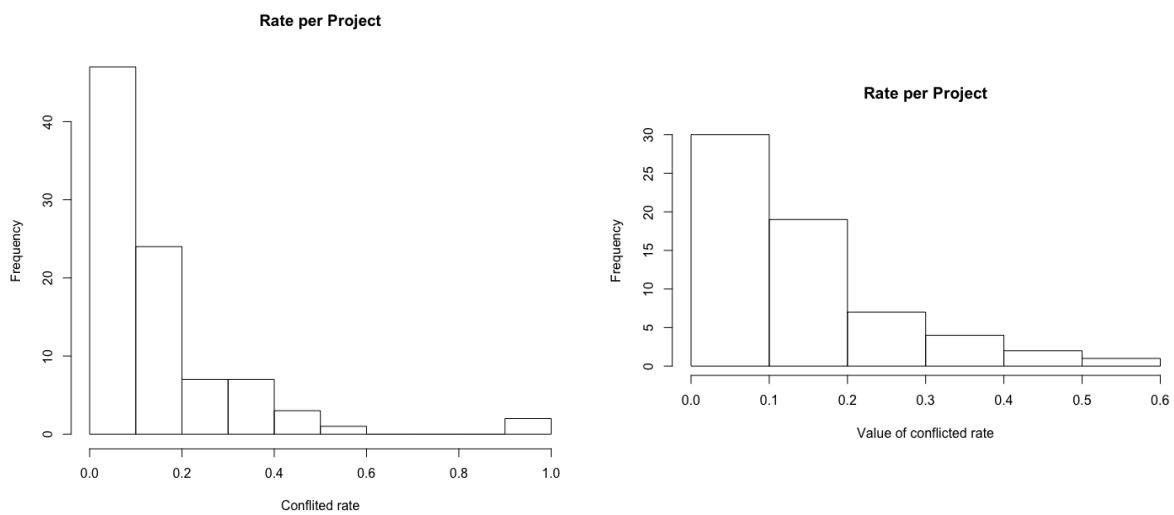 Rate per Project
40
30
20
10
0
Frequency
0.0 0.2 0.4 0.6 0.8 1.0
Conflited rate
Rate per Project
30
25
20
15
10
5
0
Frequency
0.0 0.1 0.2 0.3 0.4 0.5 0.6
Value of conflicted rate